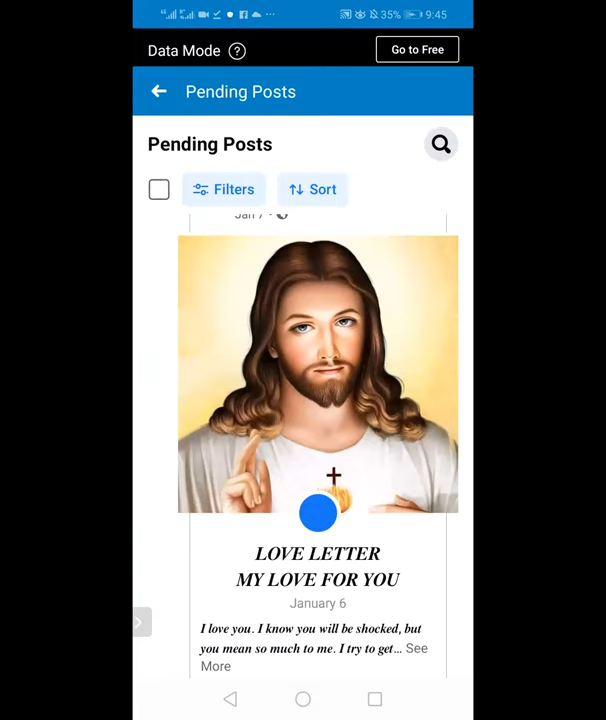 35% 9:45
Data Mode ? Go to Free
Pending Posts
Pending Posts
Filters Sort
Jan 7
LOVE LETTER
MY LOVE FOR YOU
January 6
I love you. I know you will be shocked, but
you mean so much to me. I try to get... See
More